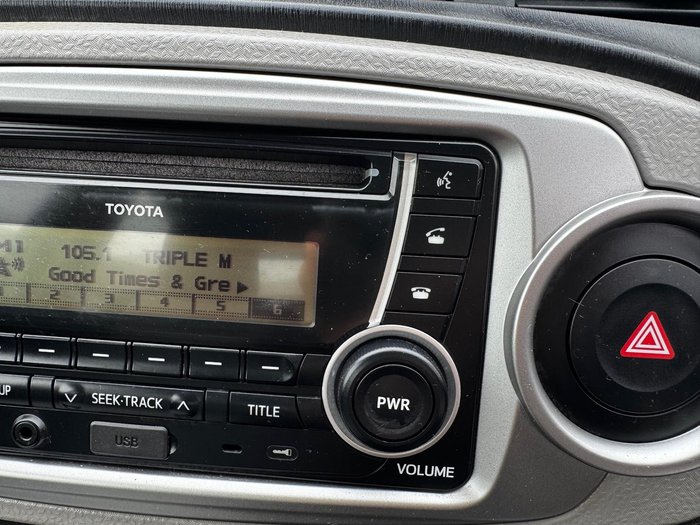 TOYOTA
105.1 TRIPLE M
Good Times & Gre
2 3 4 5 6
SEEK-TRACK
TITLE
USB
PWR
VOLUME